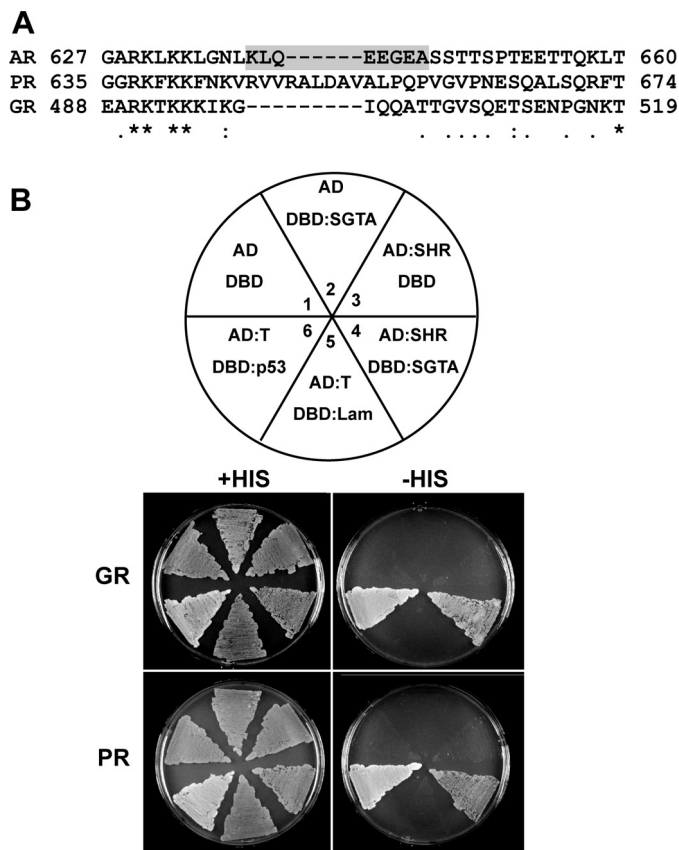 A
AR 627 GARKLKKLGNLKLQ------EEGEASSTTSPTEETTQKLT 660
PR 635 GGRKFKKFNKVRVVRALDAVALPQPVGVPNESQALSQRFT 674
GR 488 EARKTKKKIKG---------IQQATTGVSQETSENPGNKT 519
.** **  :              . .... :.  .   *
B
AD
DBD:SGTA
AD
DBD
AD:SHR
DBD
1 2 3
6 5 4
AD:T
DBD:p53
AD:SHR
DBD:SGTA
AD:T
DBD:Lam
+HIS -HIS
GR
PR